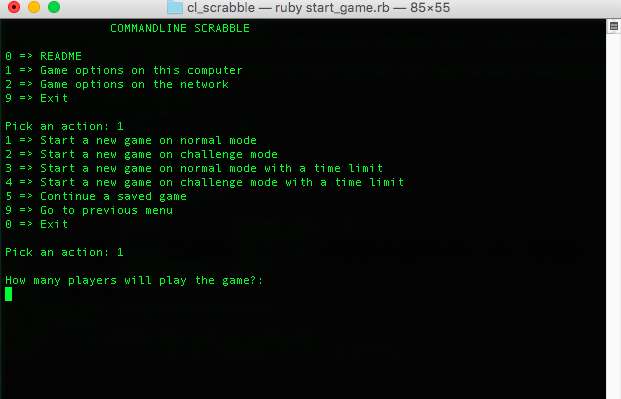 cl_scrabble — ruby start_game.rb — 85×55
COMMANDLINE SCRABBLE
0 => README
1 => Game options on this computer
2 => Game options on the network
9 => Exit
Pick an action: 1
1 => Start a new game on normal mode
2 => Start a new game on challenge mode
3 => Start a new game on normal mode with a time limit
4 => Start a new game on challenge mode with a time limit
5 => Continue a saved game
9 => Go to previous menu
0 => Exit
Pick an action: 1
How many players will play the game?: